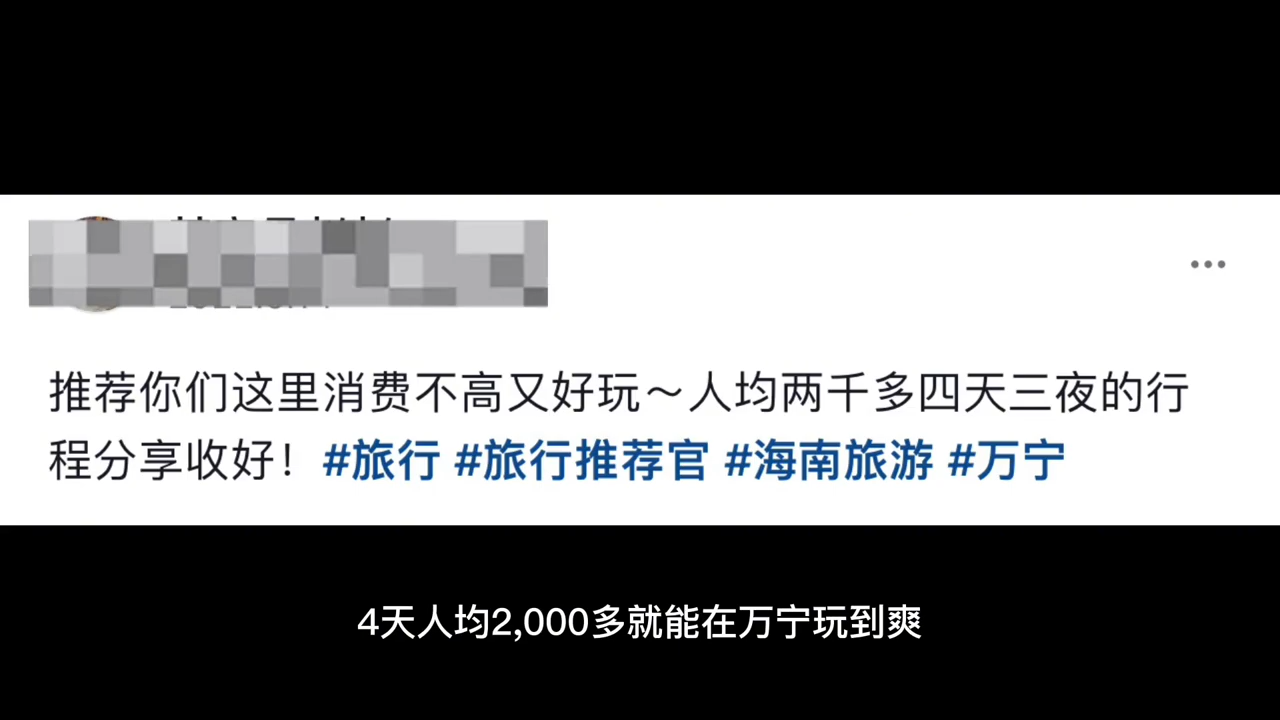 推荐你们这里消费不高又好玩～人均两千多四天三夜的行
程分享收好！#旅行 #旅行推荐官 #海南旅游 #万宁
4天人均2,000多就能在万宁玩到爽